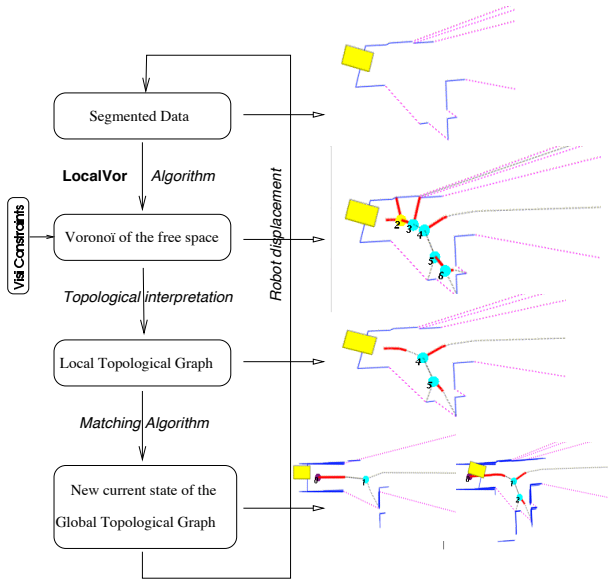 Segmented Data
LocalVor Algorithm
Visi Constraints
Voronoï of the free space
Robot displacement
Topological interpretation
Local Topological Graph
Matching Algorithm
New current state of the
Global Topological Graph
2
3
4
5
6
4
5
1
1
2